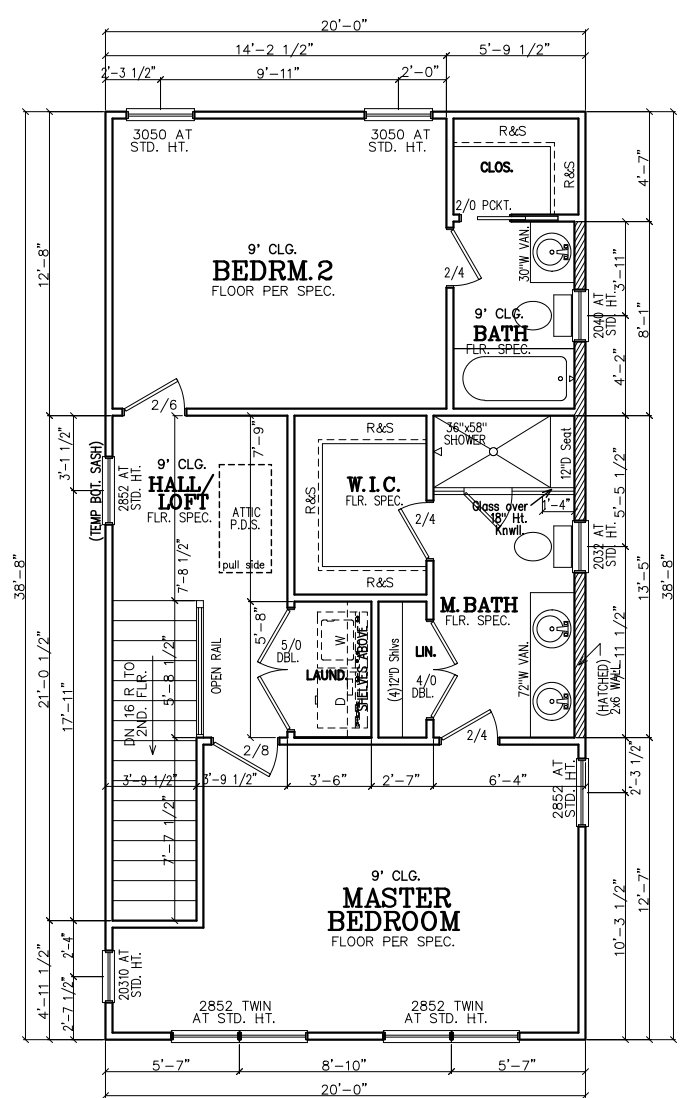 20'-0"
14'-2 1/2"
5'-9 1/2"
2'-3 1/2"
9'-11"
2'-0"
3050 AT
STD. HT.
3050 AT
STD. HT.
R&S
R&S
CLOS.
2/0 PCKT.
4'-7"
12'-8"
9' CLG.
BEDRM.2
FLOOR PER SPEC.
2/4
30"W VAN.
9' CLG.
BATH
FLR. SPEC.
2040 AT
STD. HT.
3'-11"
8'-1"
4'-2"
2/6
3'-1 1/2"
(TEMP BOT. SASH)
2852 AT
STD. HT.
9' CLG.
HALL/
LOFT
FLR. SPEC.
7'-9"
ATTIC
P.D.S.
pull side
R&S
R&S
R&S
W.I.C.
FLR. SPEC.
36"x58"
SHOWER
12"D Seat
Glass over
18" Ht.
Knwll.
1'-4"
2/4
5'-5 1/2"
2032 AT
STD. HT.
38'-8"
13'-5"
38'-8"
7'-8 1/2"
M.BATH
FLR. SPEC.
5'-8"
5/0
DBL.
W
LAUND.
D
SHELVES ABOVE
(4)12"D Shlvs
LIN.
4/0
DBL.
72"W VAN.
(HATCHED)
2x6 WALL
11 1/2"
21'-0 1/2"
17'-11"
DN 16 R TO
2ND. FLR.
5'-8 1/2"
OPEN RAIL
2/8
2/4
3'-9 1/2"
3'-9 1/2"
3'-6"
2'-7"
6'-4"
2852 AT
STD. HT.
2'-3 1/2"
7'-7 1/2"
9' CLG.
MASTER
BEDROOM
FLOOR PER SPEC.
12'-7"
10'-3 1/2"
4'-11 1/2"
2'-4"
2'-7 1/2"
20310 AT
STD. HT.
2852 TWIN
AT STD. HT.
2852 TWIN
AT STD. HT.
5'-7"
8'-10"
5'-7"
20'-0"